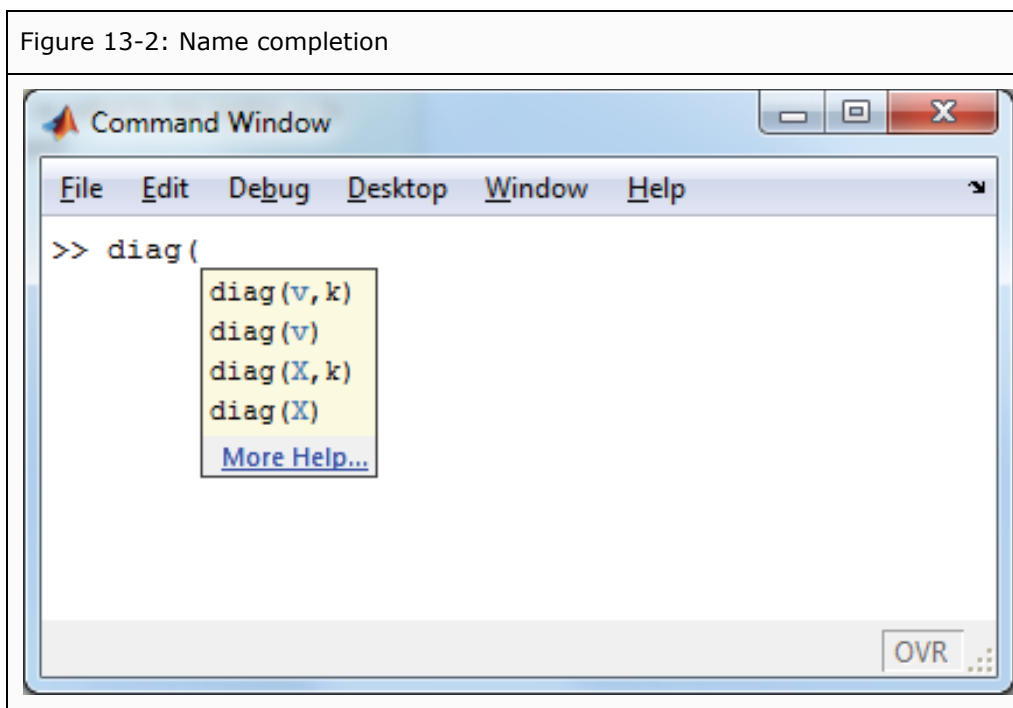 Figure 13-2: Name completion
Command Window
File Edit Debug Desktop Window Help
>> diag(
diag(v,k)
diag(v)
diag(X,k)
diag(X)
More Help...
OVR